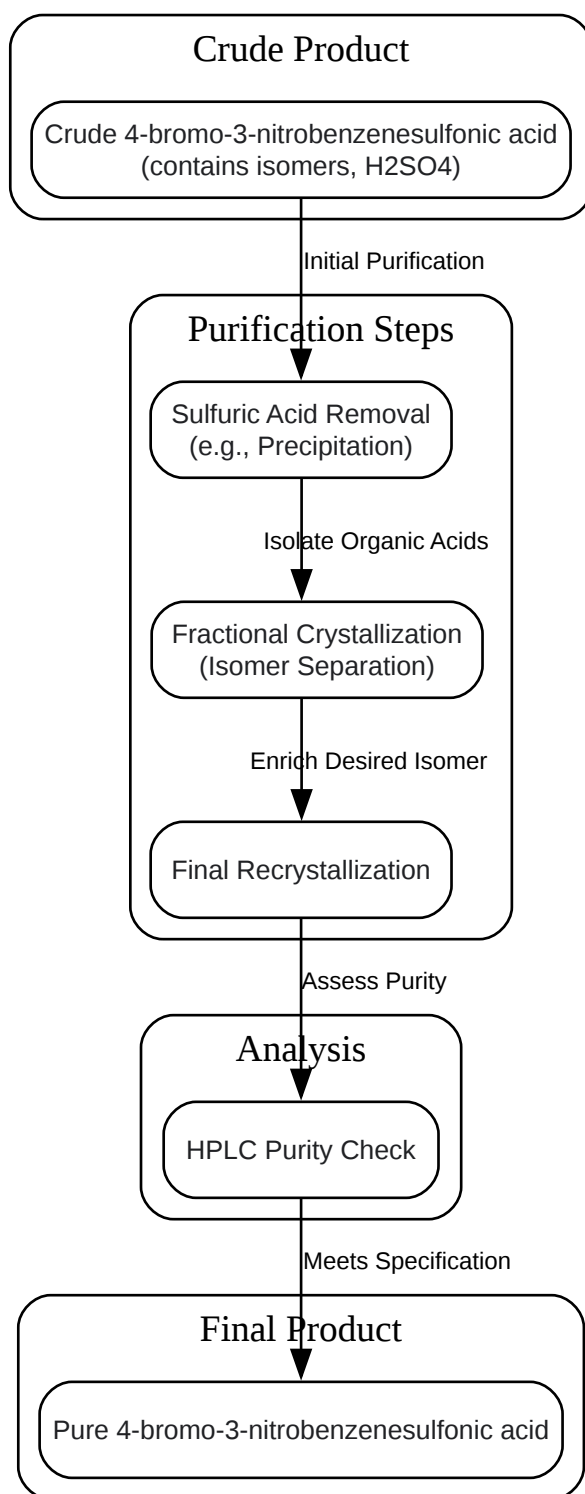 Crude Product
Crude 4-bromo-3-nitrobenzenesulfonic acid
(contains isomers, H2SO4)
Initial Purification
Purification Steps
Sulfuric Acid Removal
(e.g., Precipitation)
Isolate Organic Acids
Fractional Crystallization
(Isomer Separation)
Enrich Desired Isomer
Final Recrystallization
Assess Purity
Analysis
HPLC Purity Check
Meets Specification
Final Product
Pure 4-bromo-3-nitrobenzenesulfonic acid